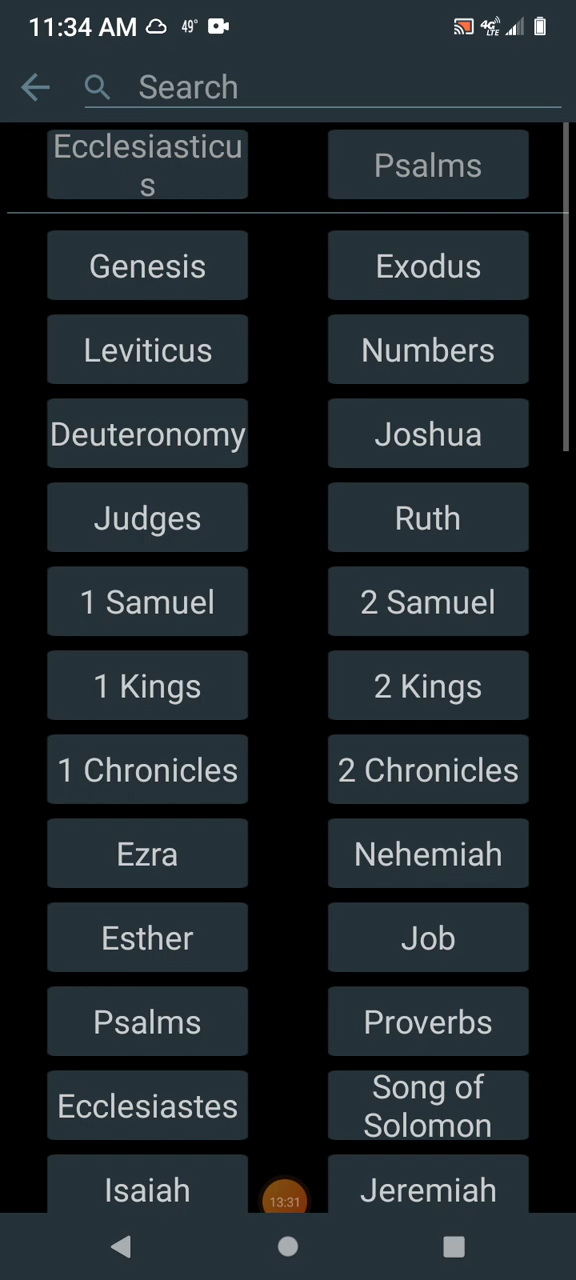 11:34 AM 49° 4G LTE
Search
Ecclesiasticu
s
Psalms
Genesis Exodus
Leviticus Numbers
Deuteronomy Joshua
Judges Ruth
1 Samuel 2 Samuel
1 Kings 2 Kings
1 Chronicles 2 Chronicles
Ezra Nehemiah
Esther Job
Psalms Proverbs
Ecclesiastes
Song of
Solomon
Isaiah Jeremiah
13:31